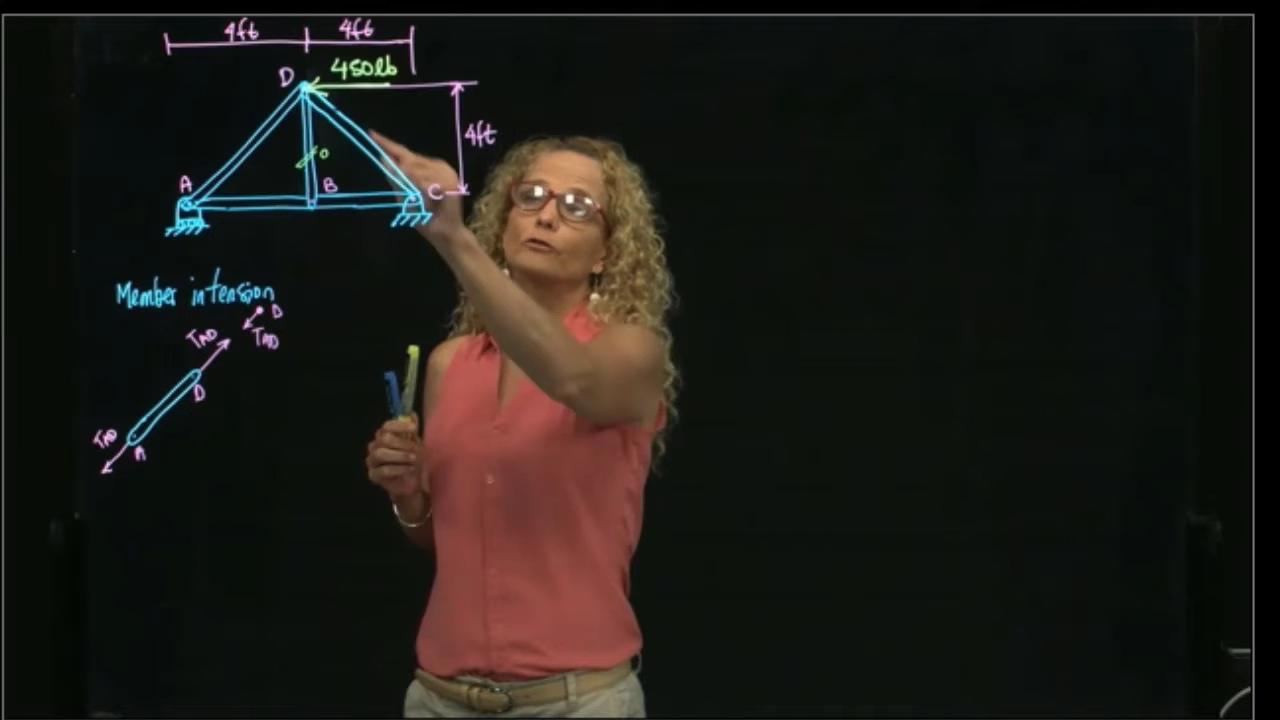 4ft 4ft
450lb
D
4ft
0
A B C
Member in tension
D
TAD
TAD
D
TAD
A